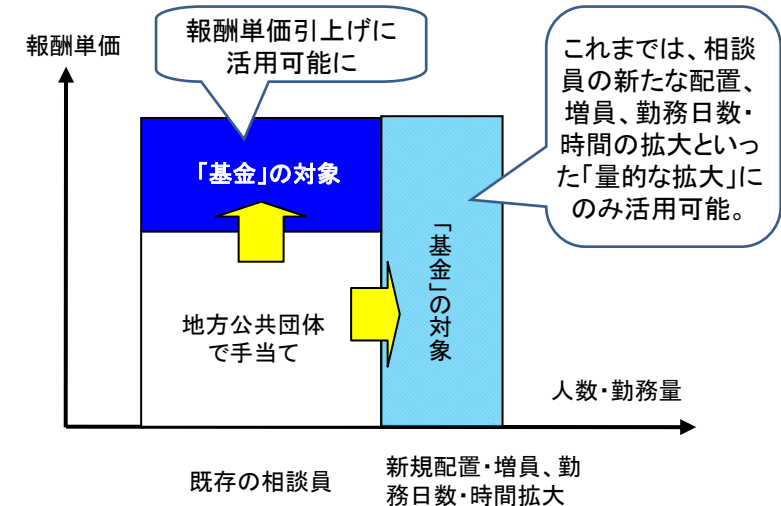 報酬単価
報酬単価引上げに
活用可能に
これまでは、相談
員の新たな配置、
増員、勤務日数・
時間の拡大といっ
た「量的な拡大」に
のみ活用可能。
「基金」の対象
「基金」の対象
地方公共団体
で手当て
人数・勤務量
既存の相談員
新規配置・増員、勤
務日数・時間拡大